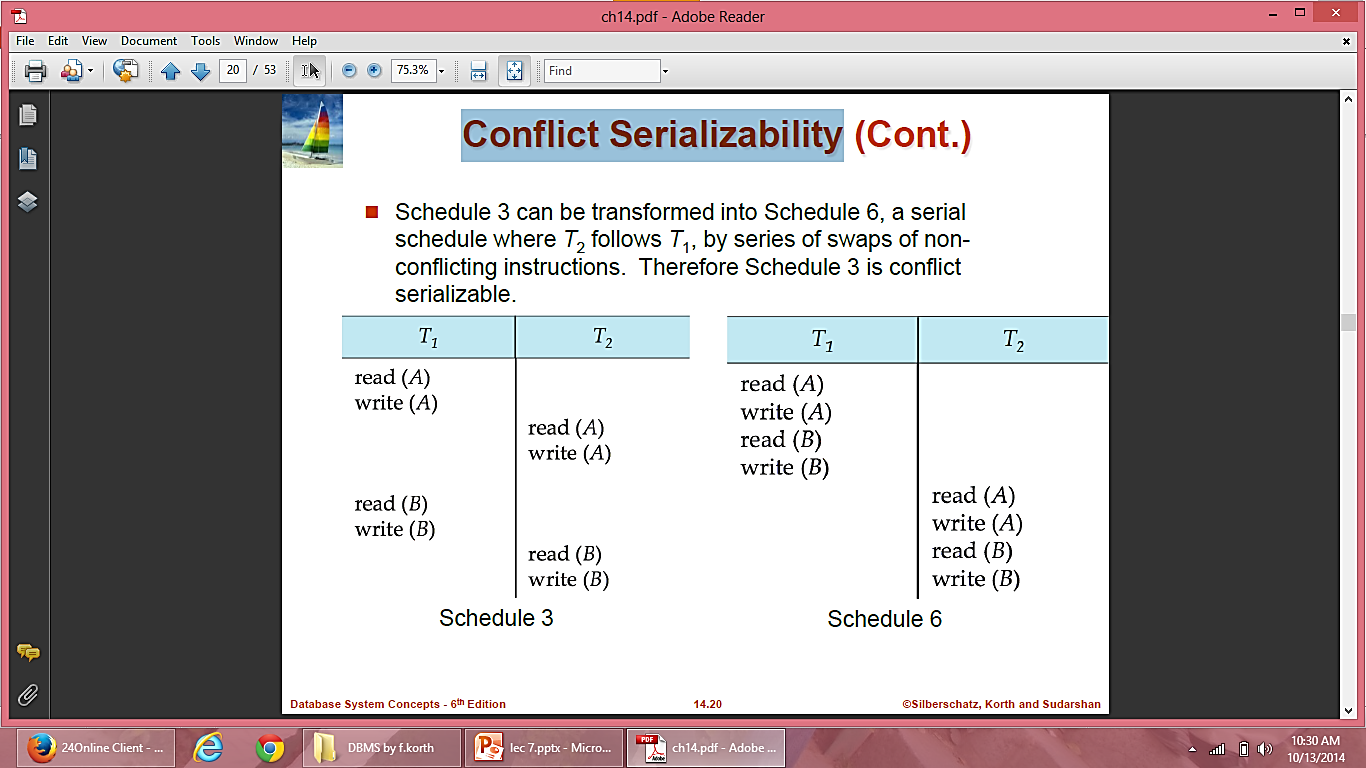 ch14.pdf - Adobe Reader
File Edit View Document Tools Window Help
20 / 53 75.3% Find
Conflict Serializability (Cont.)
Schedule 3 can be transformed into Schedule 6, a serial
schedule where T2 follows T1, by series of swaps of non-
conflicting instructions. Therefore Schedule 3 is conflict
serializable.
T1 T2
read (A)
write (A)
read (A)
write (A)
read (B)
write (B)
read (B)
write (B)
Schedule 3
T1 T2
read (A)
write (A)
read (B)
write (B)
read (A)
write (A)
read (B)
write (B)
Schedule 6
Database System Concepts - 6th Edition 14.20 ©Silberschatz, Korth and Sudarshan
24Online Client - ... DBMS by f.korth lec 7.pptx - Micro... PDF Adobe ch14.pdf - Adobe ... 10:30 AM
10/13/2014